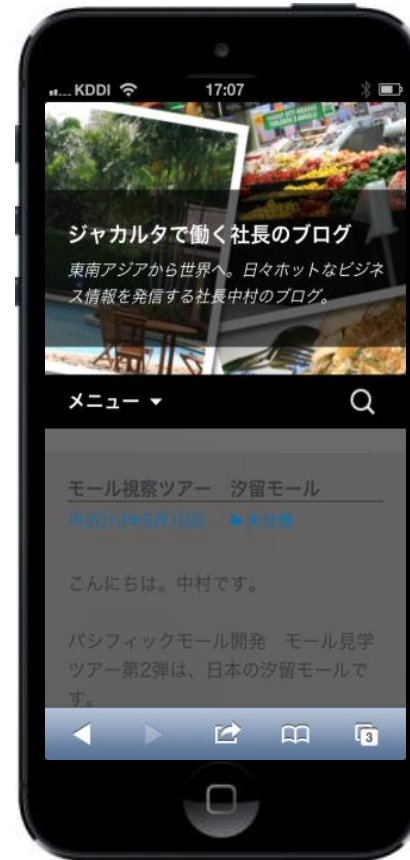 KDDI 17:07
ジャカルタで働く社長のブログ
東南アジアから世界へ。日々ホットなビジネ
ス情報を発信する社長中村のブログ。
メニュー ▼
モール視察ツアー　汐留モール
2013年5月10日 未分類
こんにちは。中村です。
パシフィックモール開発　モール見学
ツアー第2弾は、日本の汐留モールで
す。
3